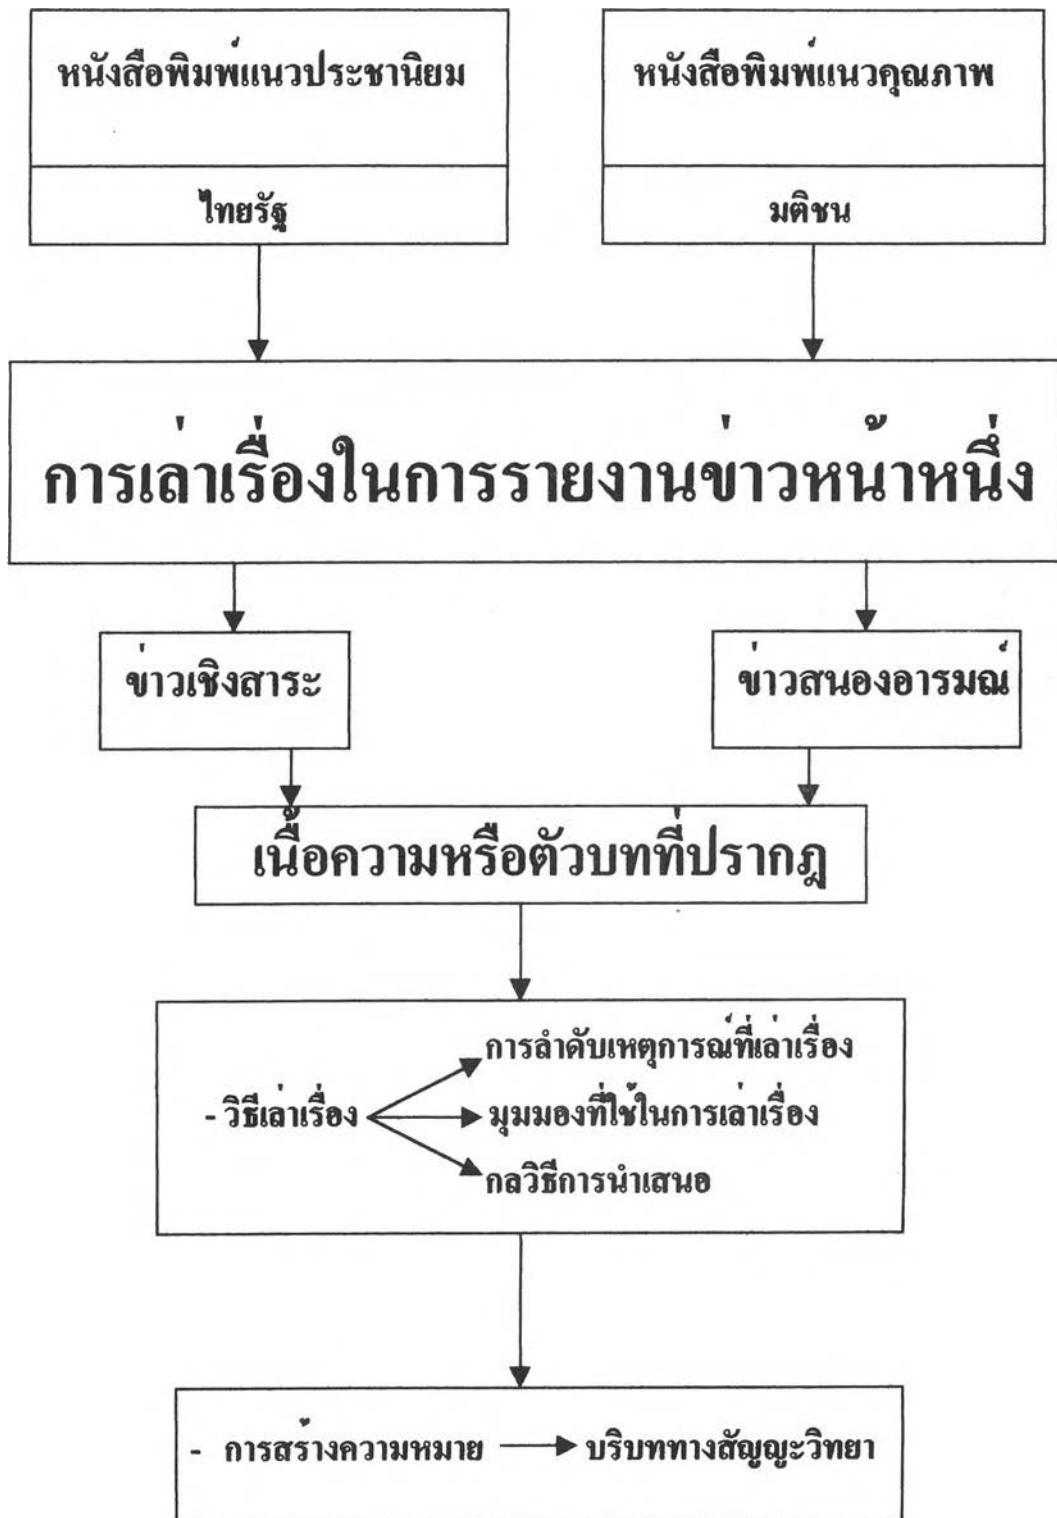 หนังสือพิมพ์แนวประชานิยม
หนังสือพิมพ์แนวคุณภาพ
ไทยรัฐ
มติชน
การเล่าเรื่องในการรายงานข่าวหน้าหนึ่ง
ข่าวเชิงสาระ
ข่าวสนองอารมณ์
เนื้อความหรือตัวบทที่ปรากฎ
การลำดับเหตุการณ์ที่เล่าเรื่อง
- วิธีเล่าเรื่อง
มุมมองที่ใช้ในการเล่าเรื่อง
กลวิธีการนำเสนอ
- การสร้างความหมาย
บริบททางสัญญะวิทยา